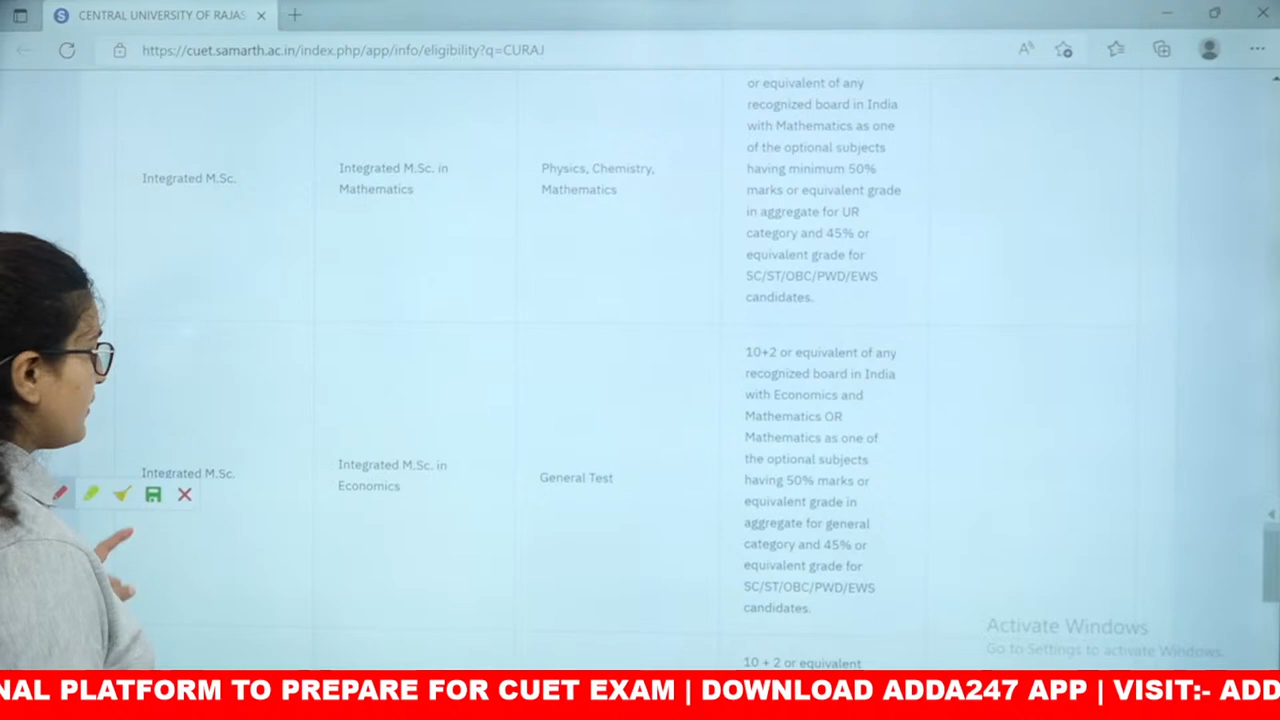 CENTRAL UNIVERSITY OF RAJAS
https://cuet.samarth.ac.in/index.php/app/info/eligibility?q=CURAJ
Integrated M.Sc.
Integrated M.Sc. in
Mathematics
Physics, Chemistry,
Mathematics
or equivalent of any
recognized board in India
with Mathematics as one
of the optional subjects
having minimum 50%
marks or equivalent grade
in aggregate for UR
category and 45% or
equivalent grade for
SC/ST/OBC/PWD/EWS
candidates.
Integrated M.Sc.
Integrated M.Sc. in
Economics
General Test
10+2 or equivalent of any
recognized board in India
with Economics and
Mathematics OR
Mathematics as one of
the optional subjects
having 50% marks or
equivalent grade in
aggregate for general
category and 45% or
equivalent grade for
SC/ST/OBC/PWD/EWS
candidates.
10 + 2 or equivalent
Activate Windows
Go to Settings to activate Windows.
NAL PLATFORM TO PREPARE FOR CUET EXAM | DOWNLOAD ADDA247 APP | VISIT:- ADD